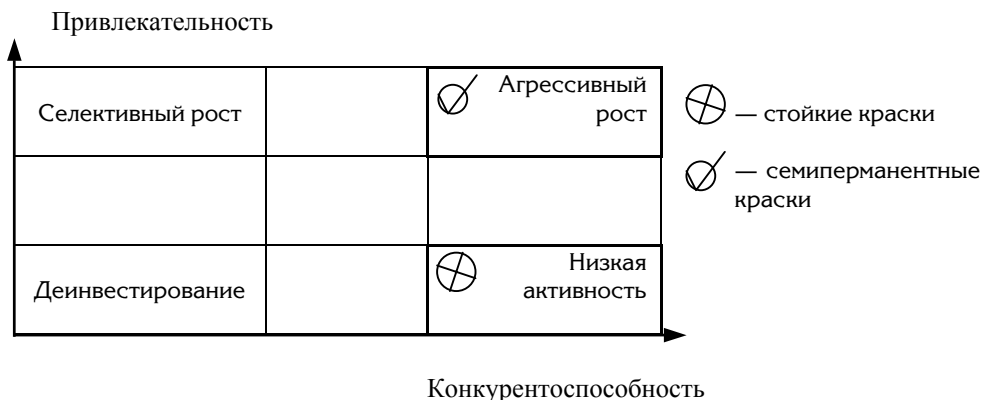 Привлекательность
Селективный рост
Агрессивный
рост
— стойкие краски
— семиперманентные
краски
Деинвестирование
Низкая
активность
Конкурентоспособность